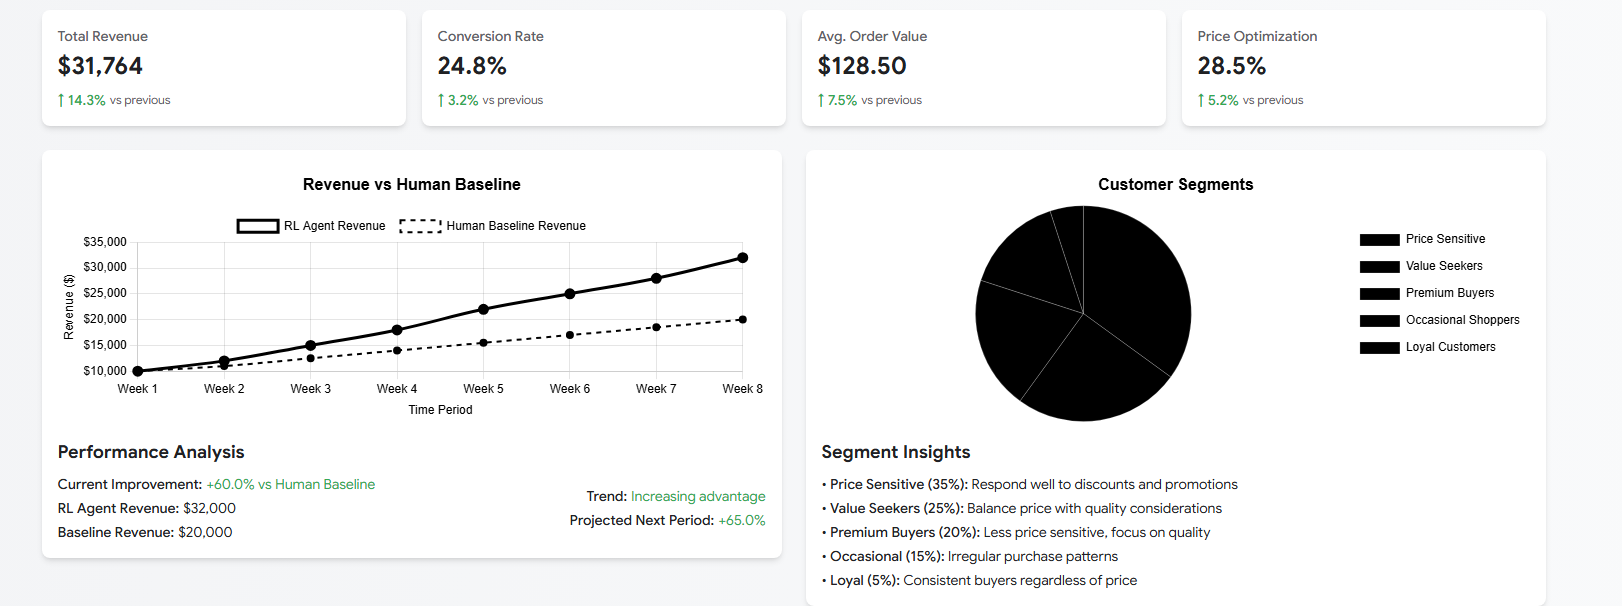 Total Revenue
$31,764
↑ 14.3% vs previous
Conversion Rate
24.8%
↑ 3.2% vs previous
Avg. Order Value
$128.50
↑ 7.5% vs previous
Price Optimization
28.5%
↑ 5.2% vs previous
Revenue vs Human Baseline
RL Agent Revenue
Human Baseline Revenue
Revenue ($)
$35,000
$30,000
$25,000
$20,000
$15,000
$10,000
Week 1 Week 2 Week 3 Week 4 Week 5 Week 6 Week 7 Week 8
Time Period
Performance Analysis
Current Improvement: +60.0% vs Human Baseline
RL Agent Revenue: $32,000
Baseline Revenue: $20,000
Trend: Increasing advantage
Projected Next Period: +65.0%
Customer Segments
Price Sensitive
Value Seekers
Premium Buyers
Occasional Shoppers
Loyal Customers
Segment Insights
• Price Sensitive (35%): Respond well to discounts and promotions
• Value Seekers (25%): Balance price with quality considerations
• Premium Buyers (20%): Less price sensitive, focus on quality
• Occasional (15%): Irregular purchase patterns
• Loyal (5%): Consistent buyers regardless of price